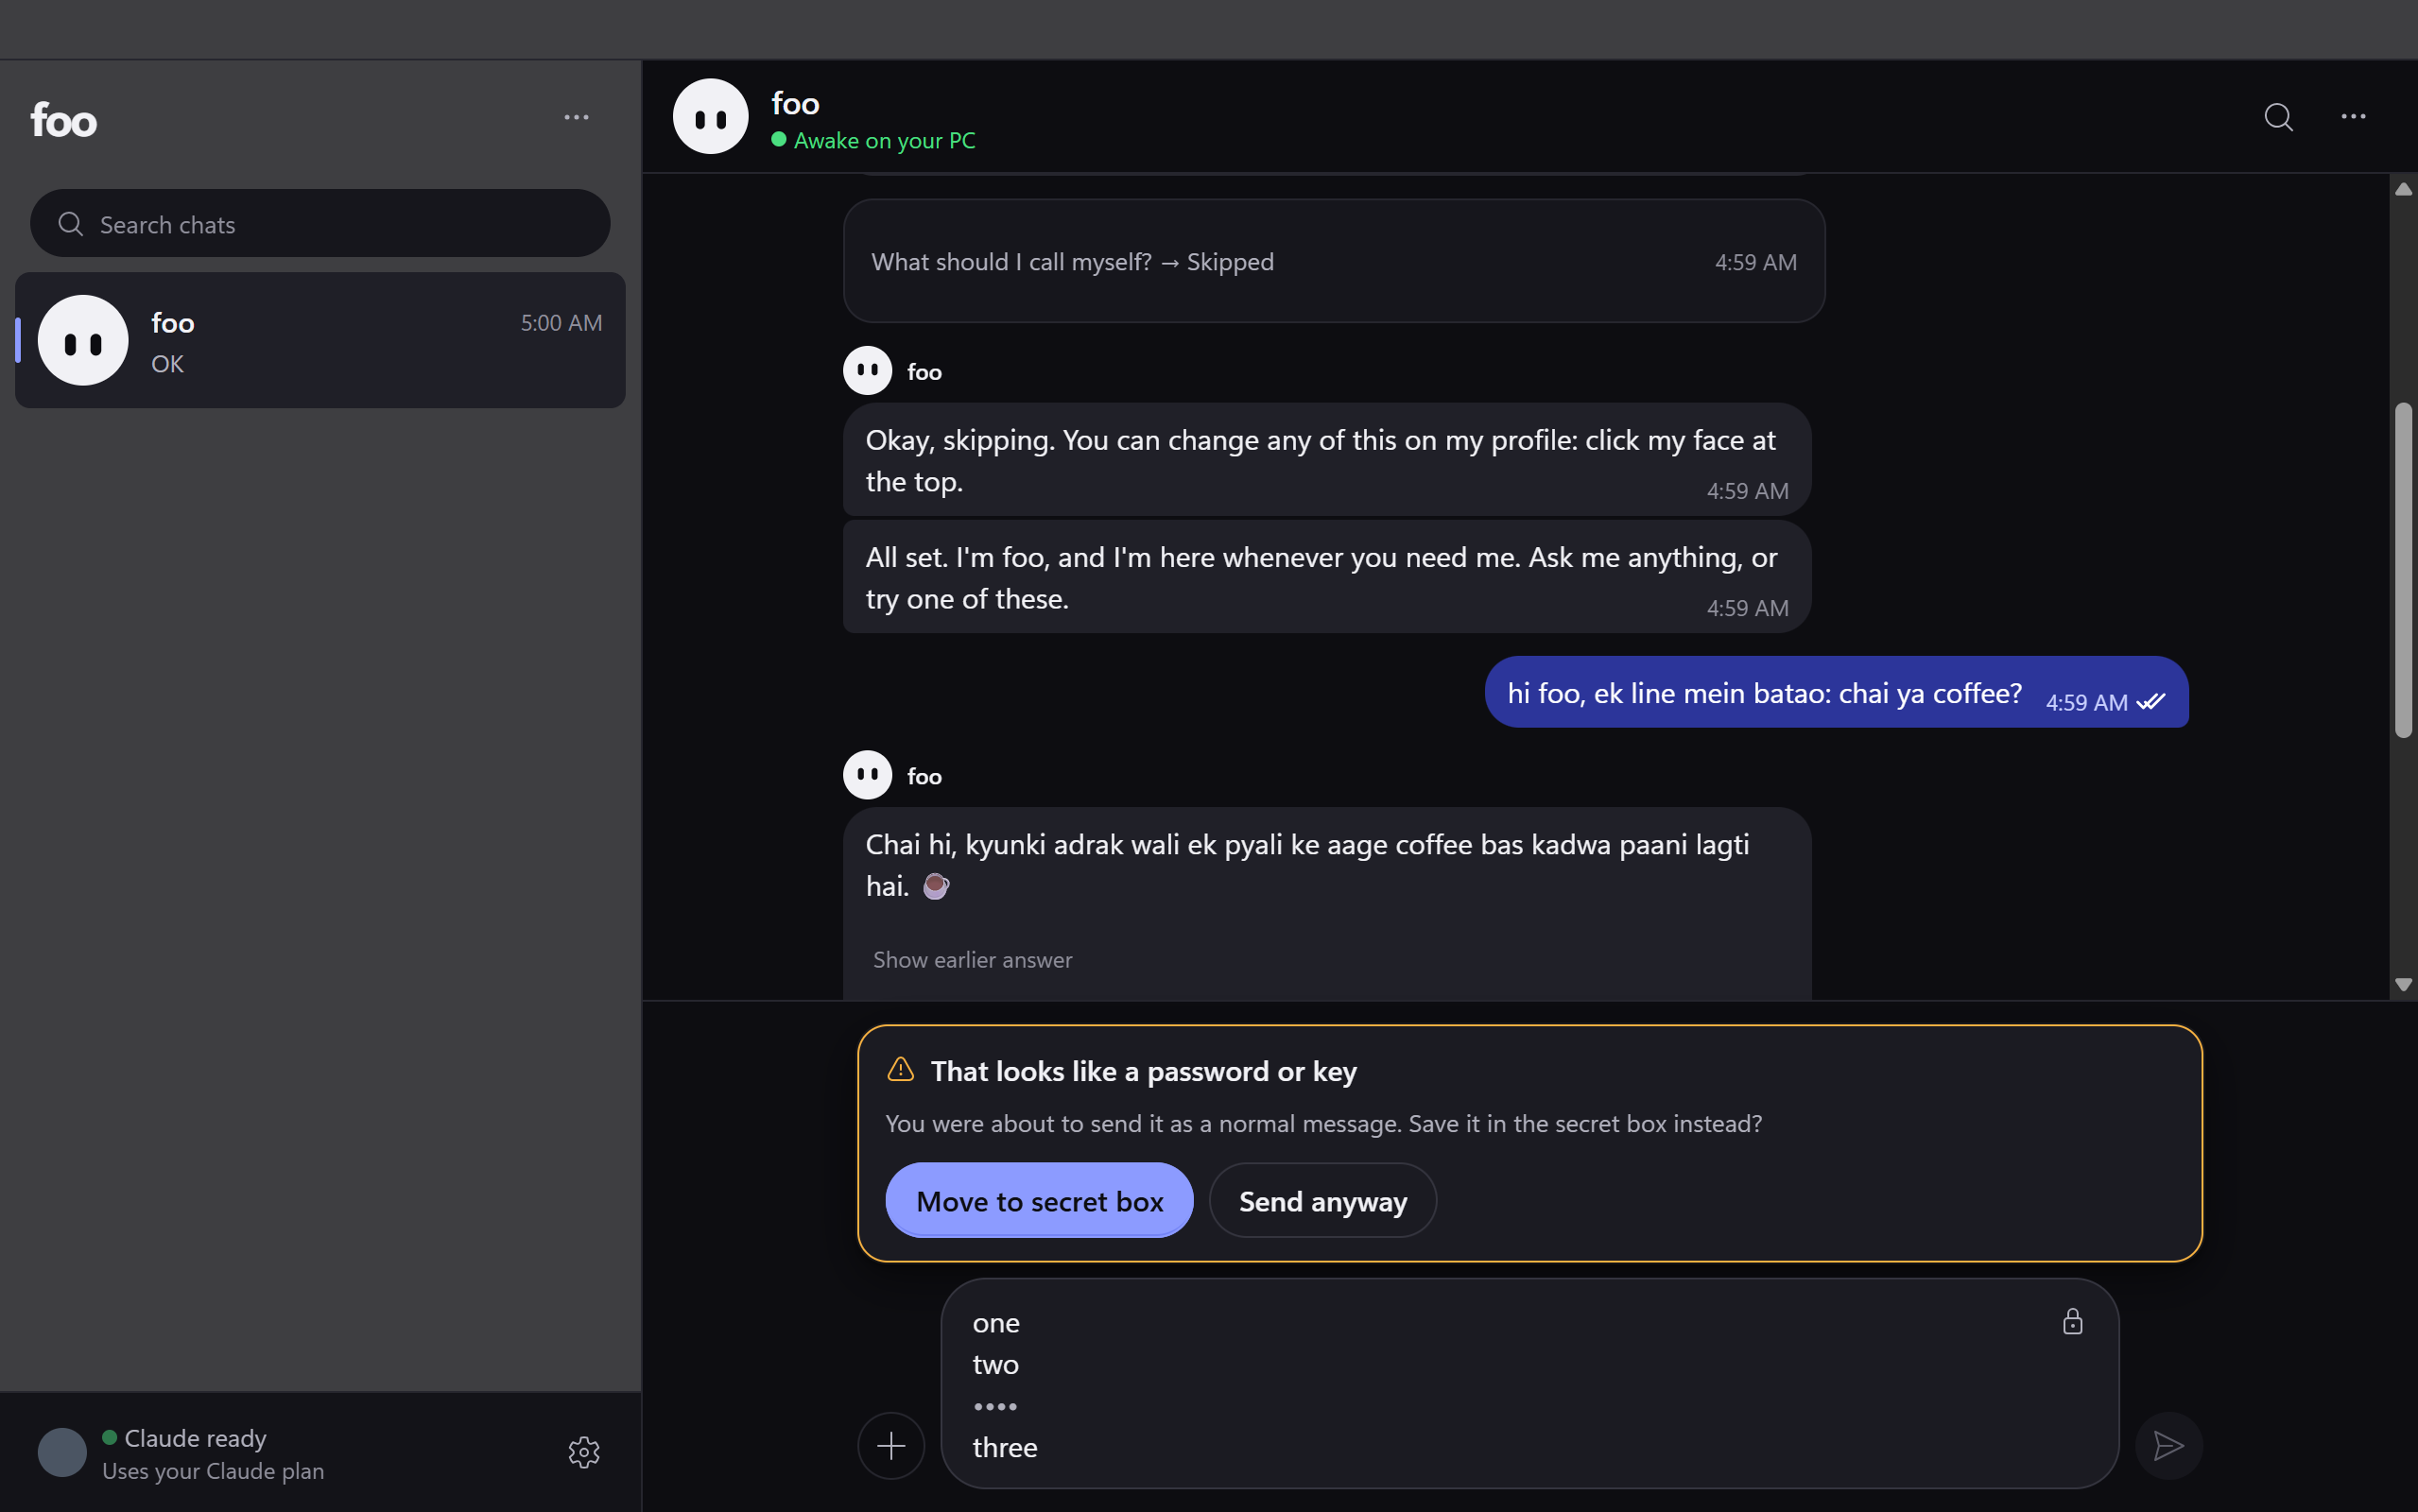 foo
...
Search chats
foo
5:00 AM
OK
Claude ready
Uses your Claude plan
foo
Awake on your PC
...
What should I call myself? → Skipped
4:59 AM
foo
Okay, skipping. You can change any of this on my profile: click my face at
the top.
4:59 AM
All set. I'm foo, and I'm here whenever you need me. Ask me anything, or
try one of these.
4:59 AM
hi foo, ek line mein batao: chai ya coffee?
4:59 AM
foo
Chai hi, kyunki adrak wali ek pyali ke aage coffee bas kadwa paani lagti
hai. ☕
Show earlier answer
That looks like a password or key
You were about to send it as a normal message. Save it in the secret box instead?
Move to secret box
Send anyway
one
two
••••
three